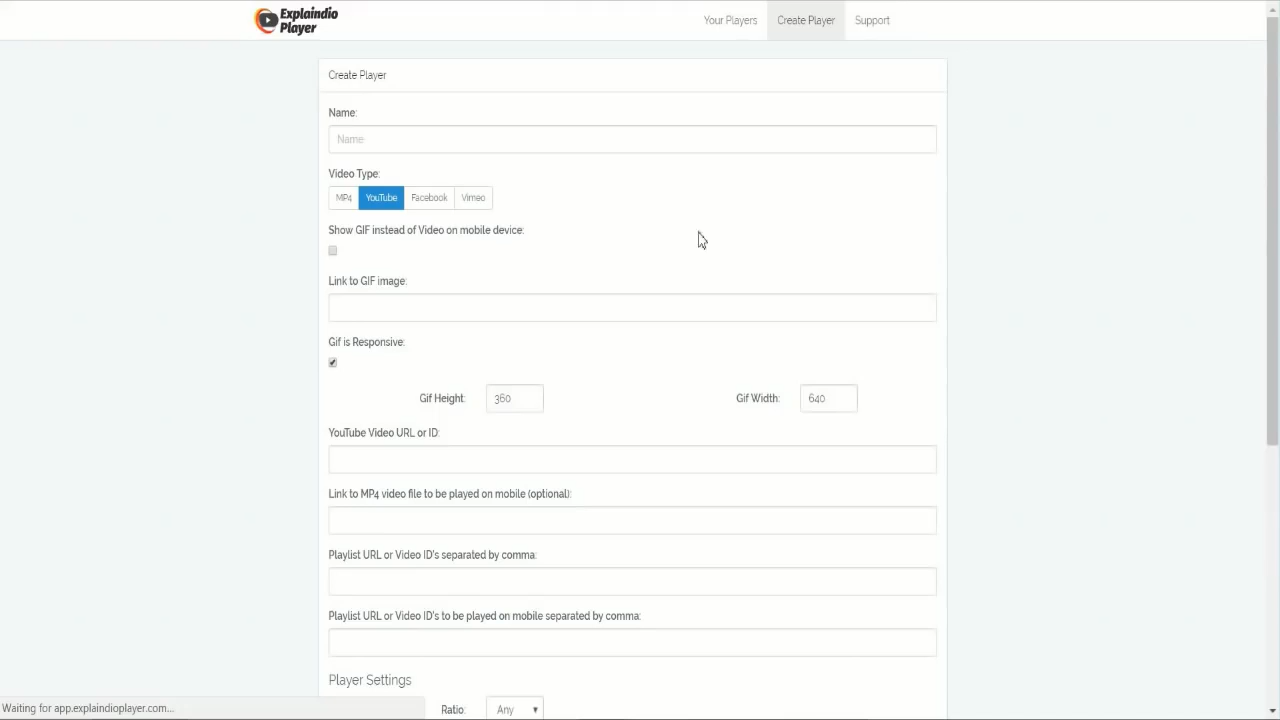 Explaindio
Player
Your Players
Create Player
Support
Create Player
Name:
Name
Video Type:
MP4
YouTube
Facebook
Vimeo
Show GIF instead of Video on mobile device:
Link to GIF image:
Gif is Responsive:
Gif Height:
360
Gif Width:
640
YouTube Video URL or ID:
Link to MP4 video file to be played on mobile (optional):
Playlist URL or Video ID's separated by comma:
Playlist URL or Video ID's to be played on mobile separated by comma:
Player Settings
Ratio:
Any
Waiting for app.explaindioplayer.com...